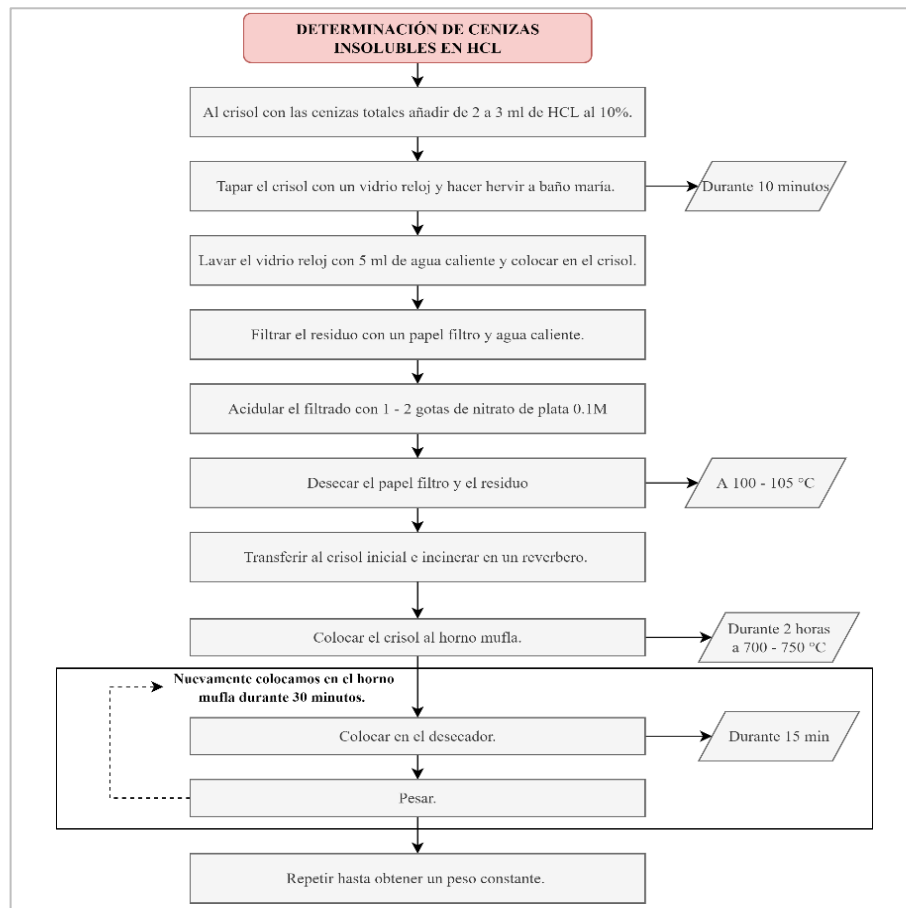 DETERMINACIÓN DE CENIZAS
INSOLUBLES EN HCL
Al crisol con las cenizas totales añadir de 2 a 3 ml de HCL al 10%.
Tapar el crisol con un vidrio reloj y hacer hervir a baño maría.
Durante 10 minutos
Lavar el vidrio reloj con 5 ml de agua caliente y colocar en el crisol.
Filtrar el residuo con un papel filtro y agua caliente.
Acidular el filtrado con 1 - 2 gotas de nitrato de plata 0.1M
Desecar el papel filtro y el residuo
A 100 - 105 °C
Transferir al crisol inicial e incinerar en un reverbero.
Colocar el crisol al horno mufla.
Durante 2 horas
a 700 - 750 °C
Nuevamente colocamos en el horno
mufla durante 30 minutos.
Colocar en el desecador.
Durante 15 min
Pesar.
Repetir hasta obtener un peso constante.